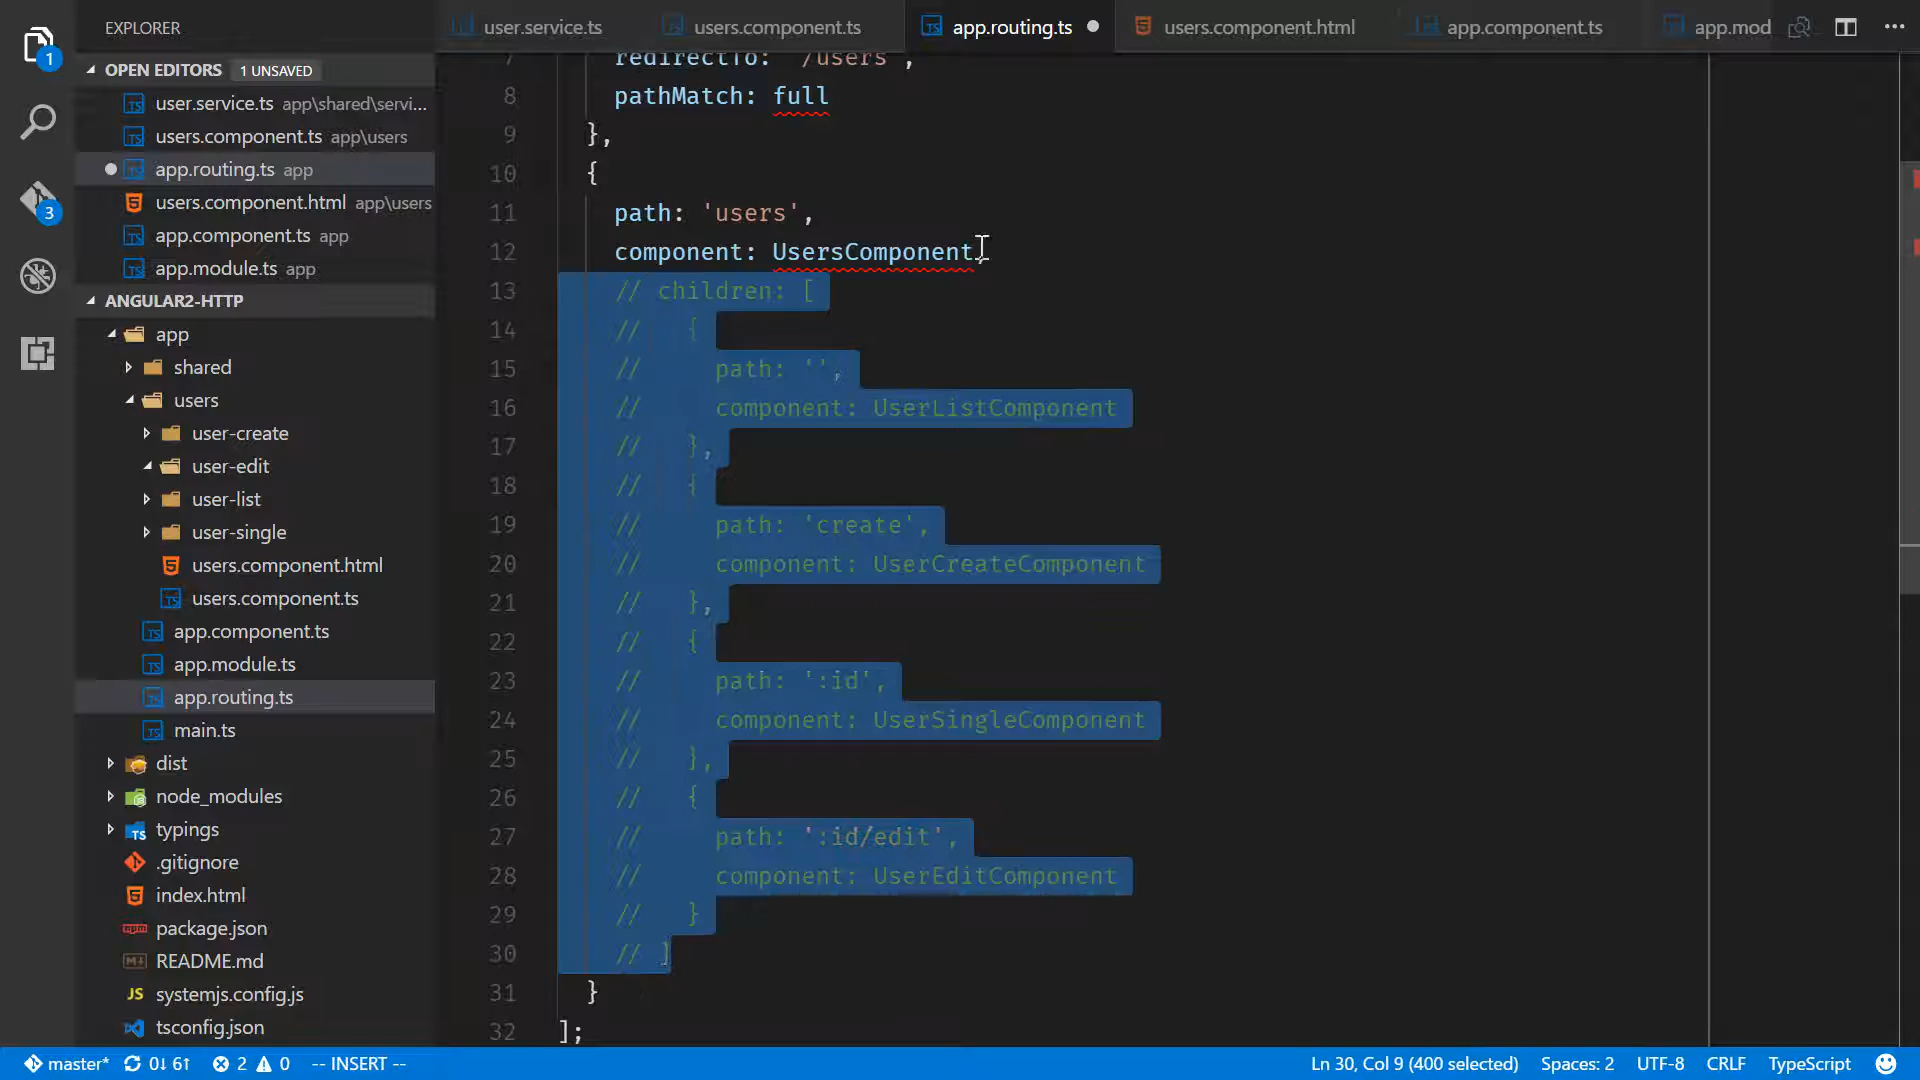 EXPLORER
user.service.ts
users.component.ts
app.routing.ts
users.component.html
app.component.ts
app.mod
OPEN EDITORS 1 UNSAVED
user.service.ts app\shared\servi...
users.component.ts app\users
app.routing.ts app
users.component.html app\users
app.component.ts app
app.module.ts app
ANGULAR2-HTTP
app
shared
users
user-create
user-edit
user-list
user-single
users.component.html
users.component.ts
app.component.ts
app.module.ts
app.routing.ts
main.ts
dist
node_modules
typings
.gitignore
index.html
package.json
README.md
systemjs.config.js
tsconfig.json
1
3
7 redirectTo: '/users',
8 pathMatch: full
9 },
10 {
11 path: 'users',
12 component: UsersComponent
13 // children: [
14 // {
15 // path: '',
16 // component: UserListComponent
17 // },
18 // {
19 // path: 'create',
20 // component: UserCreateComponent
21 // },
22 // {
23 // path: ':id',
24 // component: UserSingleComponent
25 // },
26 // {
27 // path: ':id/edit',
28 // component: UserEditComponent
29 // }
30 // ]
31 }
32 ];
master* 0↓ 6↑ 2 0 -- INSERT -- Ln 30, Col 9 (400 selected) Spaces: 2 UTF-8 CRLF TypeScript